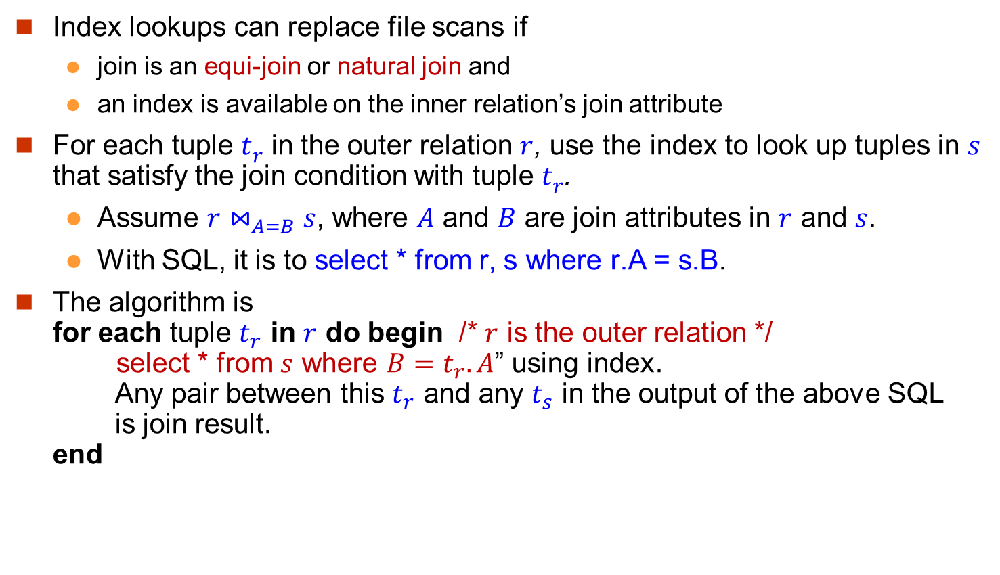 Index lookups can replace file scans if
join is an equi-join or natural join and
an index is available on the inner relation’s join attribute
For each tuple t_r in the outer relation r, use the index to look up tuples in s
that satisfy the join condition with tuple t_r.
Assume r ⋈_{A=B} s, where A and B are join attributes in r and s.
With SQL, it is to select * from r, s where r.A = s.B.
The algorithm is
for each tuple t_r in r do begin /* r is the outer relation */
select * from s where B = t_r.A” using index.
Any pair between this t_r and any t_s in the output of the above SQL
is join result.
end